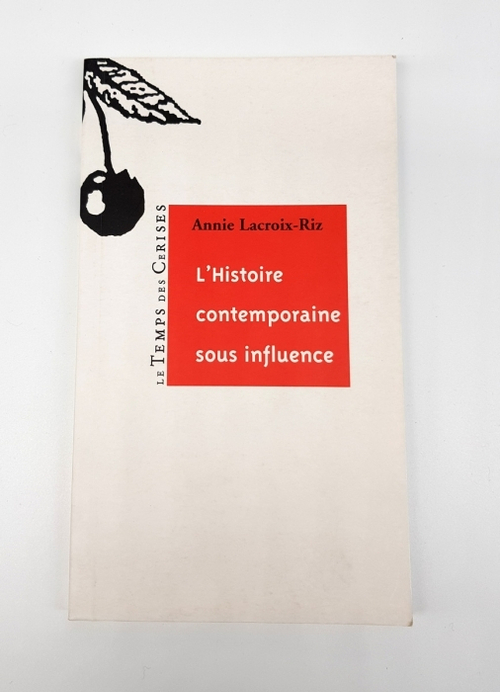 Annie Lacroix-Riz
L'Histoire
contemporaine
sous influence
LE TEMPS DES CERISES